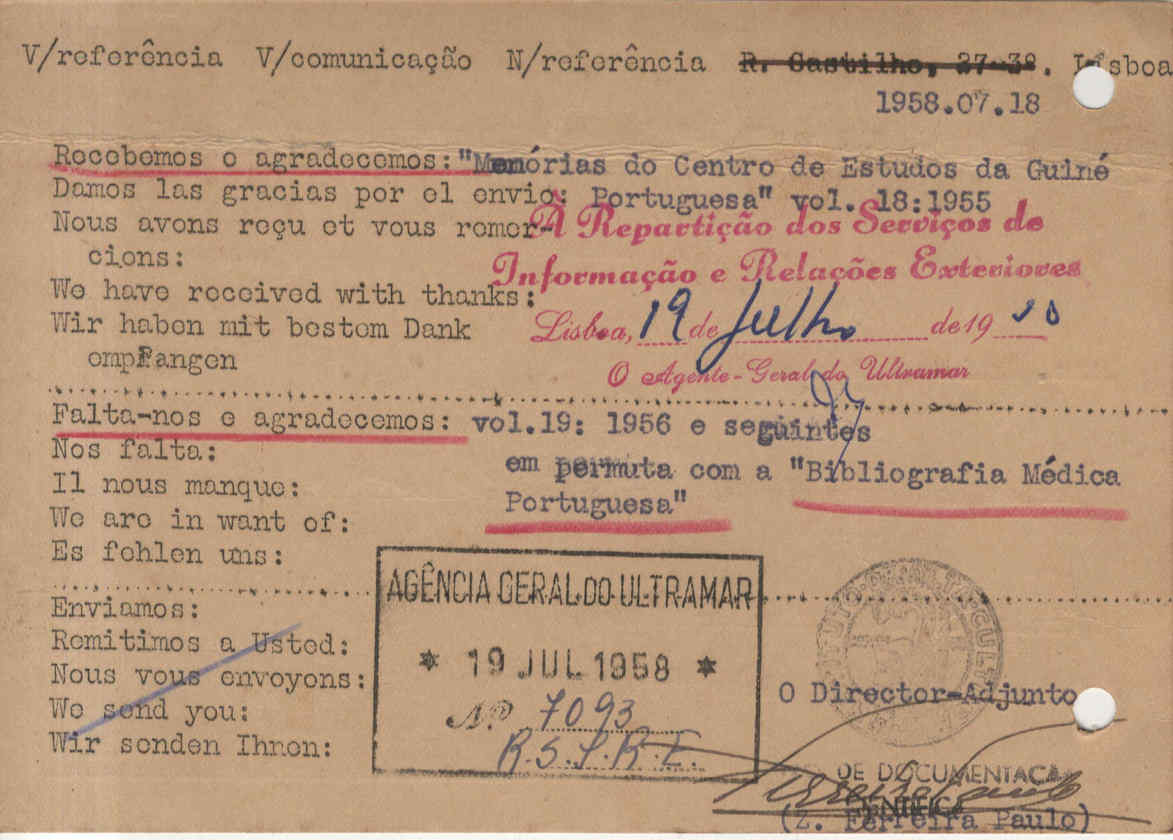 V/referência V/comunicação N/referência R. Castilho, 27-3º. Lisboa
1958.07.18
Recebemos e agradecemos: "Memórias do Centro de Estudos da Guiné
Damos las gracias por el envio: Portuguesa" vol. 18:1955
Nous avons reçu et vous remer-
cions:
À Repartição dos Serviços de
Informação e Relações Exteriores
We have received with thanks:
Wir haben mit bestem Dank
empfangen
Lisboa, 19 de Julho de 19
O Agente-Geral do Ultramar
Falta-nos e agradecemos: vol.19: 1956 e seguintes
Nos falta:
em permuta com a "Bibliografia Médica
Il nous manque:
Portuguesa"
We are in want of:
Es fehlen uns:
AGÊNCIA GERAL DO ULTRAMAR
* 19 JUL 1958 *
Nº 7093
R.S.I.R.E.
Enviamos:
Remitimos a Usted:
Nous vous envoyons:
We send you:
Wir senden Ihnen:
O Director-Adjunto
DE DOCUMENTAÇÃ
(Z. Ferreira Paulo)